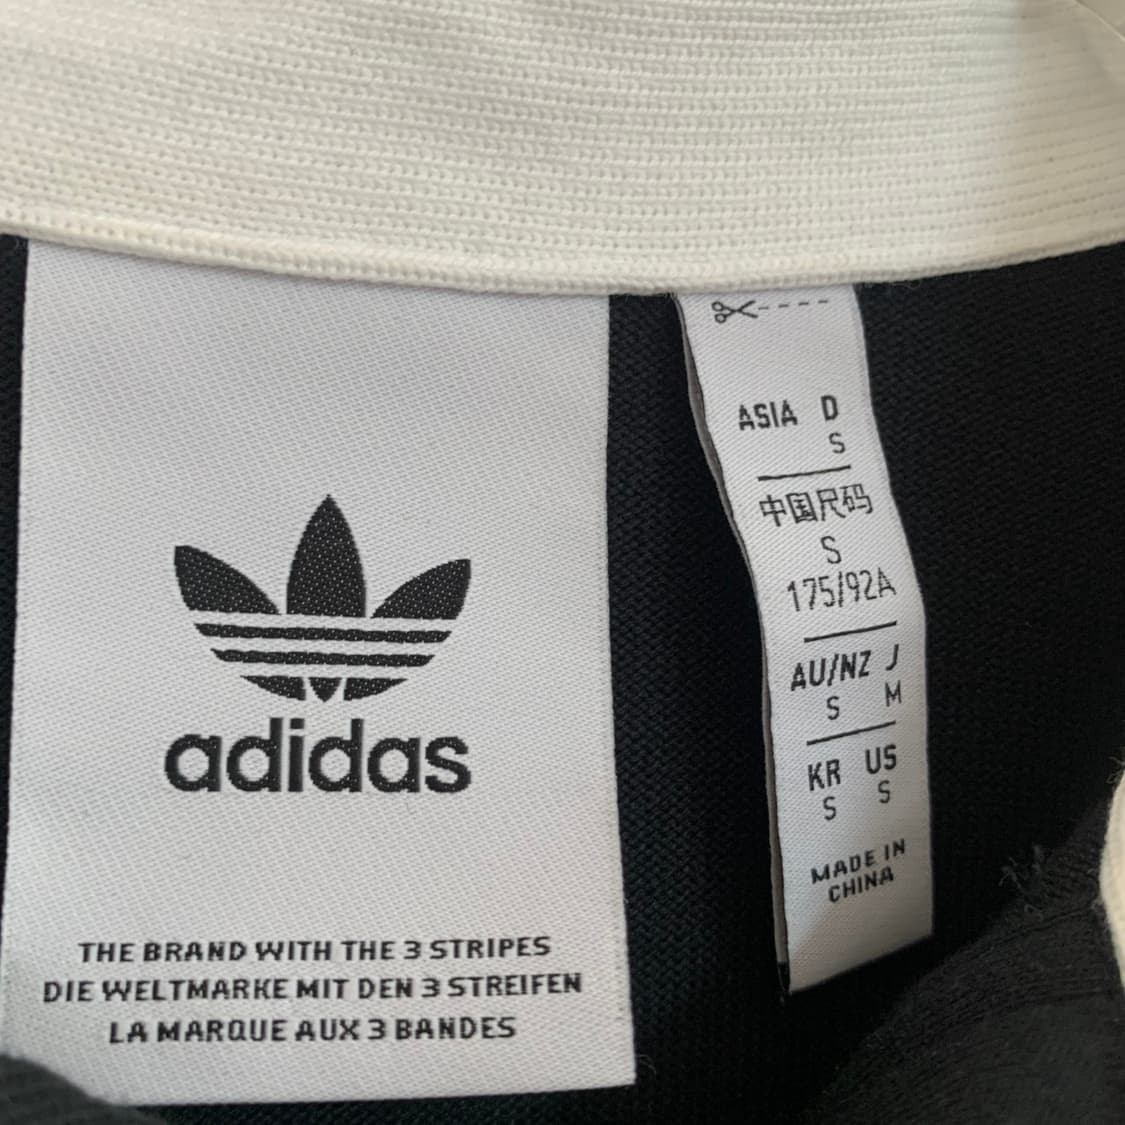 adidas
THE BRAND WITH THE 3 STRIPES
DIE WELTMARKE MIT DEN 3 STREIFEN
LA MARQUE AUX 3 BANDES
ASIA D
S
中国尺码
S
175/92A
AU/NZ J
S M
KR US
S S
MADE IN
CHINA